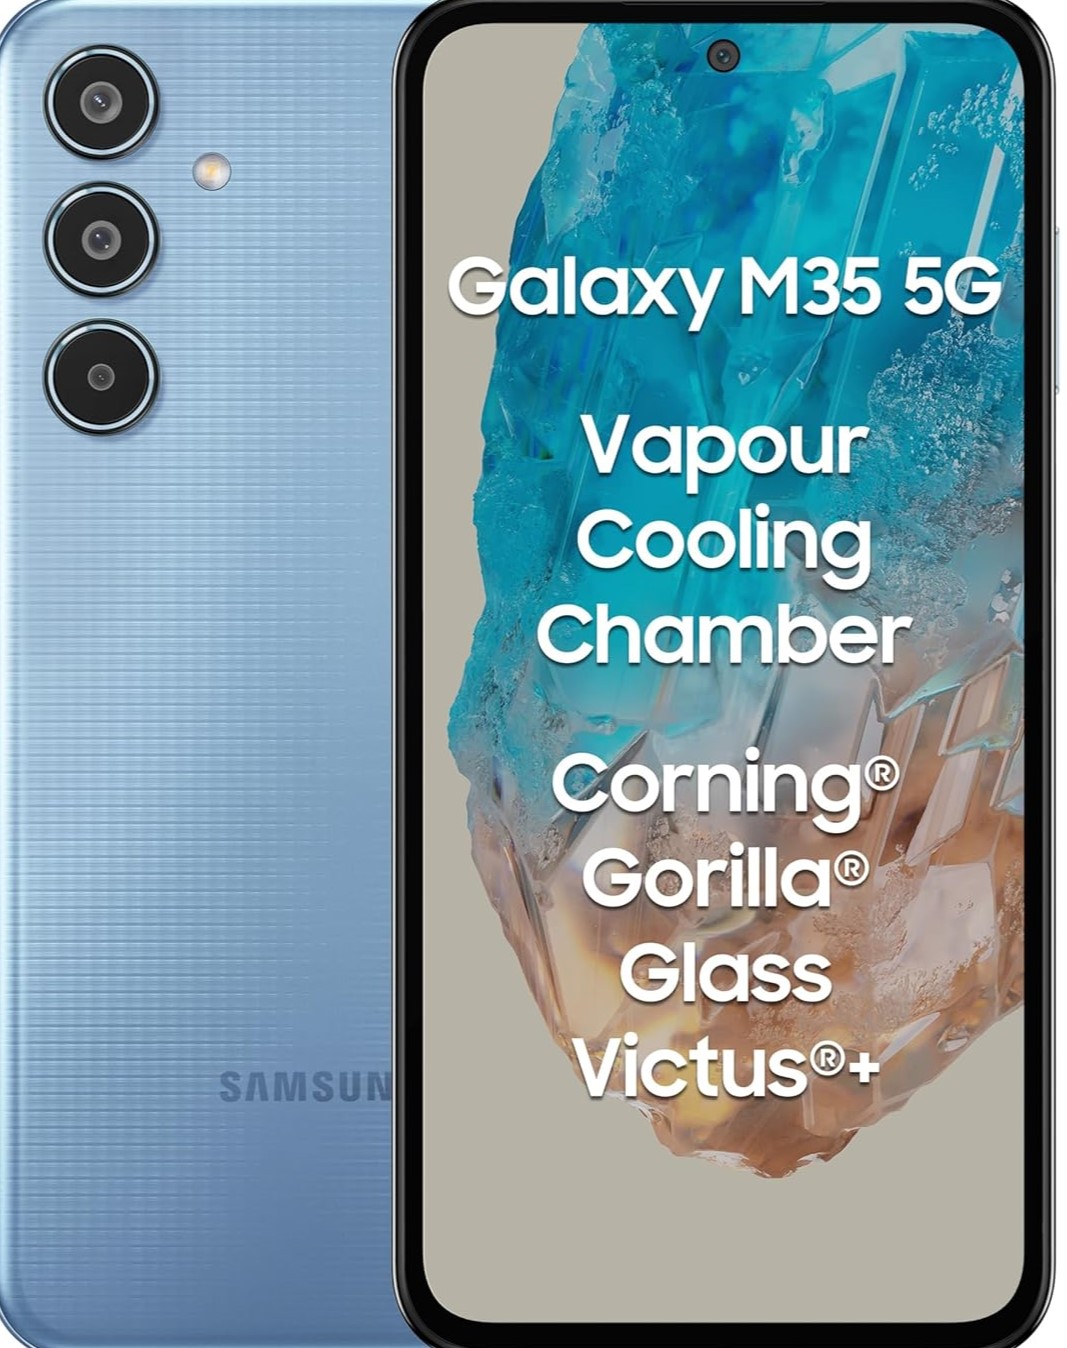 Galaxy M35 5G
Vapour
Cooling
Chamber
Corning®
Gorilla®
Glass
Victus®+
SAMSUN